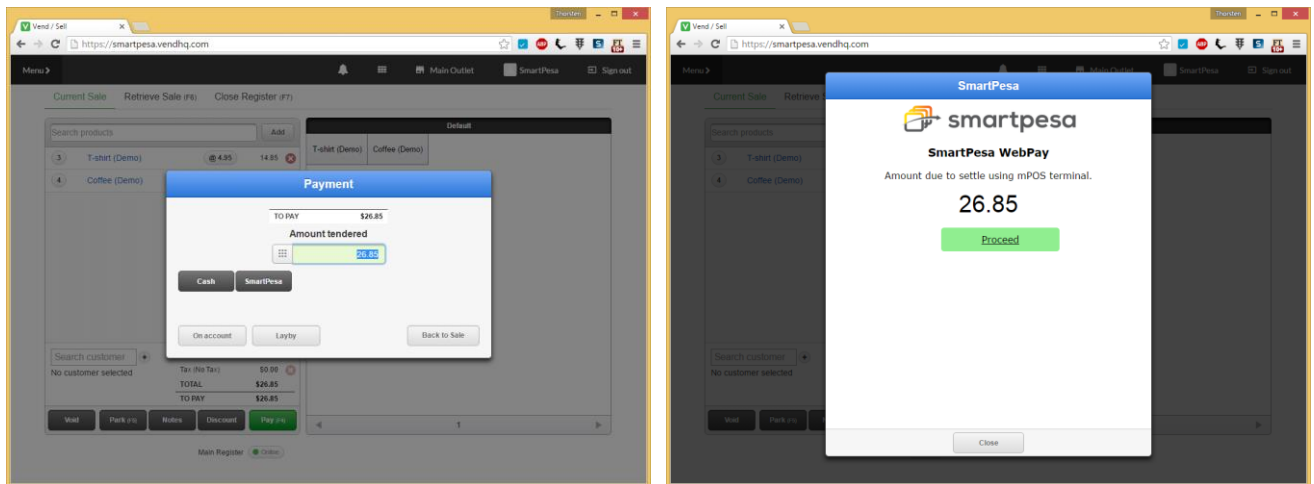 Thorsten
Vend / Sell
https://smartpesa.vendhq.com
Menu
Main Outlet
SmartPesa
Sign out
Current Sale
Retrieve Sale (F6)
Close Register (F7)
Search products
Add
3 T-shirt (Demo) @ 4.95 14.85
4 Coffee (Demo)
Default
T-shirt (Demo)
Coffee (Demo)
Payment
TO PAY $26.85
Amount tendered
26.85
Cash
SmartPesa
On account
Layby
Back to Sale
Search customer
No customer selected
Tax (No Tax) $0.00
TOTAL $26.85
TO PAY $26.85
Void
Park
Notes
Discount
Pay
1
Main Register
Online
Thorsten
Vend / Sell
https://smartpesa.vendhq.com
Menu
Main Outlet
SmartPesa
Sign out
Current Sale
Retrieve
Search products
3 T-shirt (Demo)
4 Coffee (Demo)
SmartPesa
smartpesa
SmartPesa WebPay
Amount due to settle using mPOS terminal.
26.85
Proceed
Search customer
No customer selected
Void
Park
Close